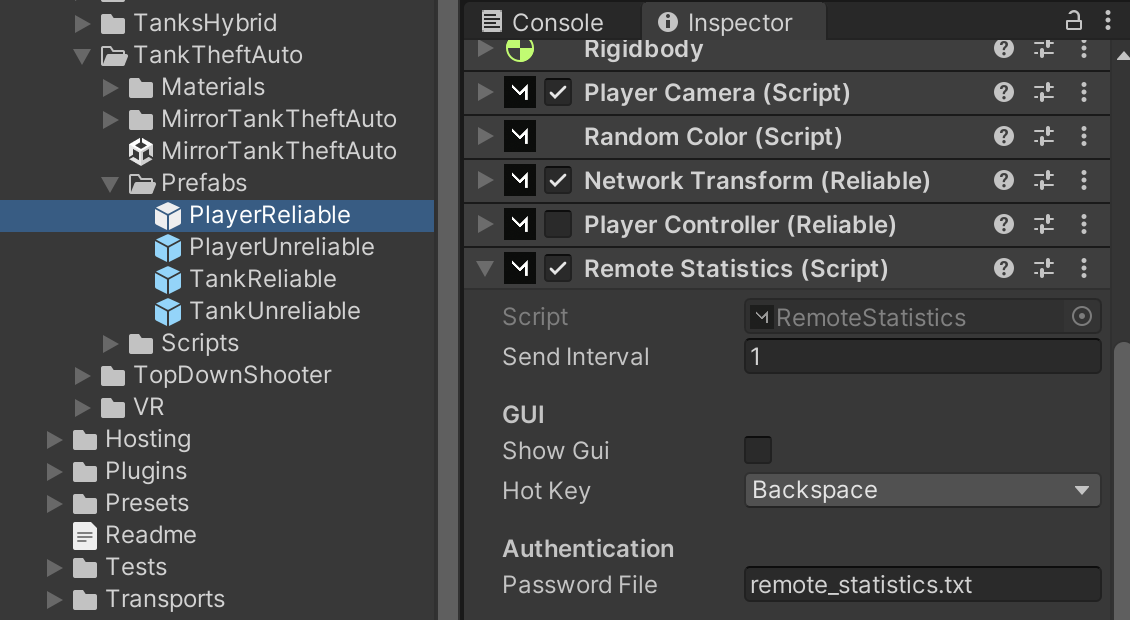 TanksHybrid
TankTheftAuto
Materials
MirrorTankTheftAuto
MirrorTankTheftAuto
Prefabs
PlayerReliable
PlayerUnreliable
TankReliable
TankUnreliable
Scripts
TopDownShooter
VR
Hosting
Plugins
Presets
Readme
Tests
Transports
Console
Inspector
Rigidbody
Player Camera (Script)
Random Color (Script)
Network Transform (Reliable)
Player Controller (Reliable)
Remote Statistics (Script)
Script RemoteStatistics
Send Interval 1
GUI
Show Gui
Hot Key Backspace
Authentication
Password File remote_statistics.txt